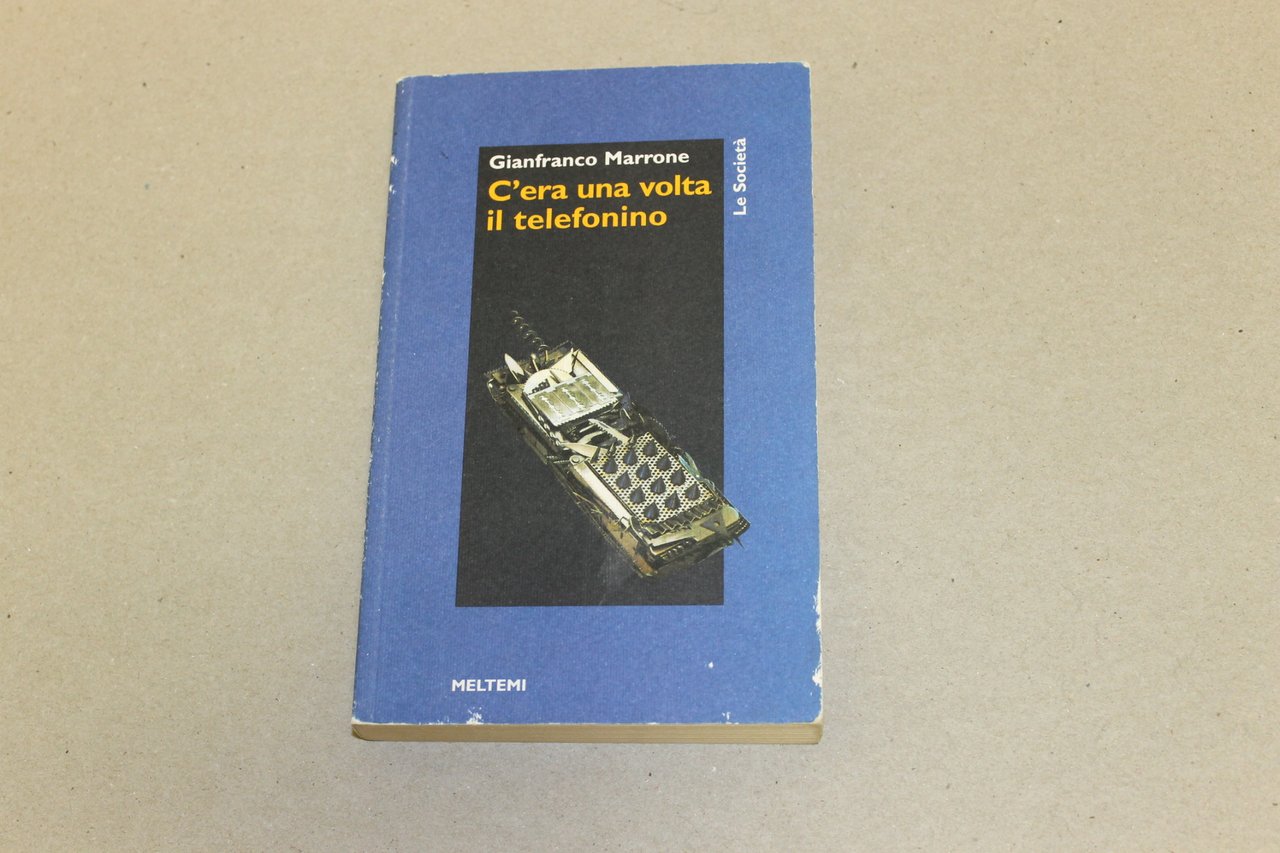 Gianfranco Marrone
C'era una volta
il telefonino
Le Società
MELTEMI